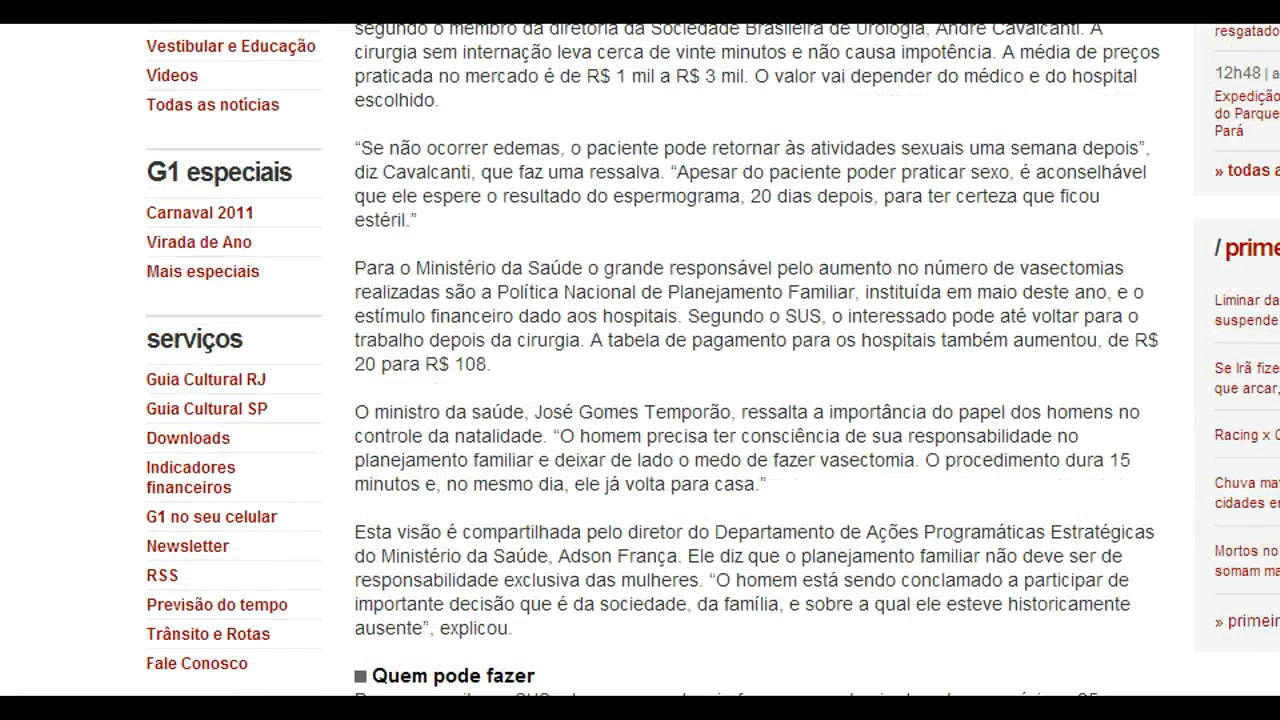 Vestibular e Educação
Vídeos
Todas as notícias
G1 especiais
Carnaval 2011
Virada de Ano
Mais especiais
serviços
Guia Cultural RJ
Guia Cultural SP
Downloads
Indicadores
financeiros
G1 no seu celular
Newsletter
RSS
Previsão do tempo
Trânsito e Rotas
Fale Conosco
segundo o membro da diretoria da Sociedade Brasileira de Urologia, André Cavalcanti. A
cirurgia sem internação leva cerca de vinte minutos e não causa impotência. A média de preços
praticada no mercado é de R$ 1 mil a R$ 3 mil. O valor vai depender do médico e do hospital
escolhido.
“Se não ocorrer edemas, o paciente pode retornar às atividades sexuais uma semana depois”,
diz Cavalcanti, que faz uma ressalva. “Apesar do paciente poder praticar sexo, é aconselhável
que ele espere o resultado do espermograma, 20 dias depois, para ter certeza que ficou
estéril.”
Para o Ministério da Saúde o grande responsável pelo aumento no número de vasectomias
realizadas são a Política Nacional de Planejamento Familiar, instituída em maio deste ano, e o
estímulo financeiro dado aos hospitais. Segundo o SUS, o interessado pode até voltar para o
trabalho depois da cirurgia. A tabela de pagamento para os hospitais também aumentou, de R$
20 para R$ 108.
O ministro da saúde, José Gomes Temporão, ressalta a importância do papel dos homens no
controle da natalidade. “O homem precisa ter consciência de sua responsabilidade no
planejamento familiar e deixar de lado o medo de fazer vasectomia. O procedimento dura 15
minutos e, no mesmo dia, ele já volta para casa.”
Esta visão é compartilhada pelo diretor do Departamento de Ações Programáticas Estratégicas
do Ministério da Saúde, Adson França. Ele diz que o planejamento familiar não deve ser de
responsabilidade exclusiva das mulheres. “O homem está sendo conclamado a participar de
importante decisão que é da sociedade, da família, e sobre a qual ele esteve historicamente
ausente”, explicou.
Quem pode fazer
resgatado
12h48 | a
Expedição
do Parque
Pará
» todas a
/ prime
Liminar da
suspende
Se Irã fize
que arcar,
Racing x
Chuva ma
cidades e
Mortos no
somam ma
» primei